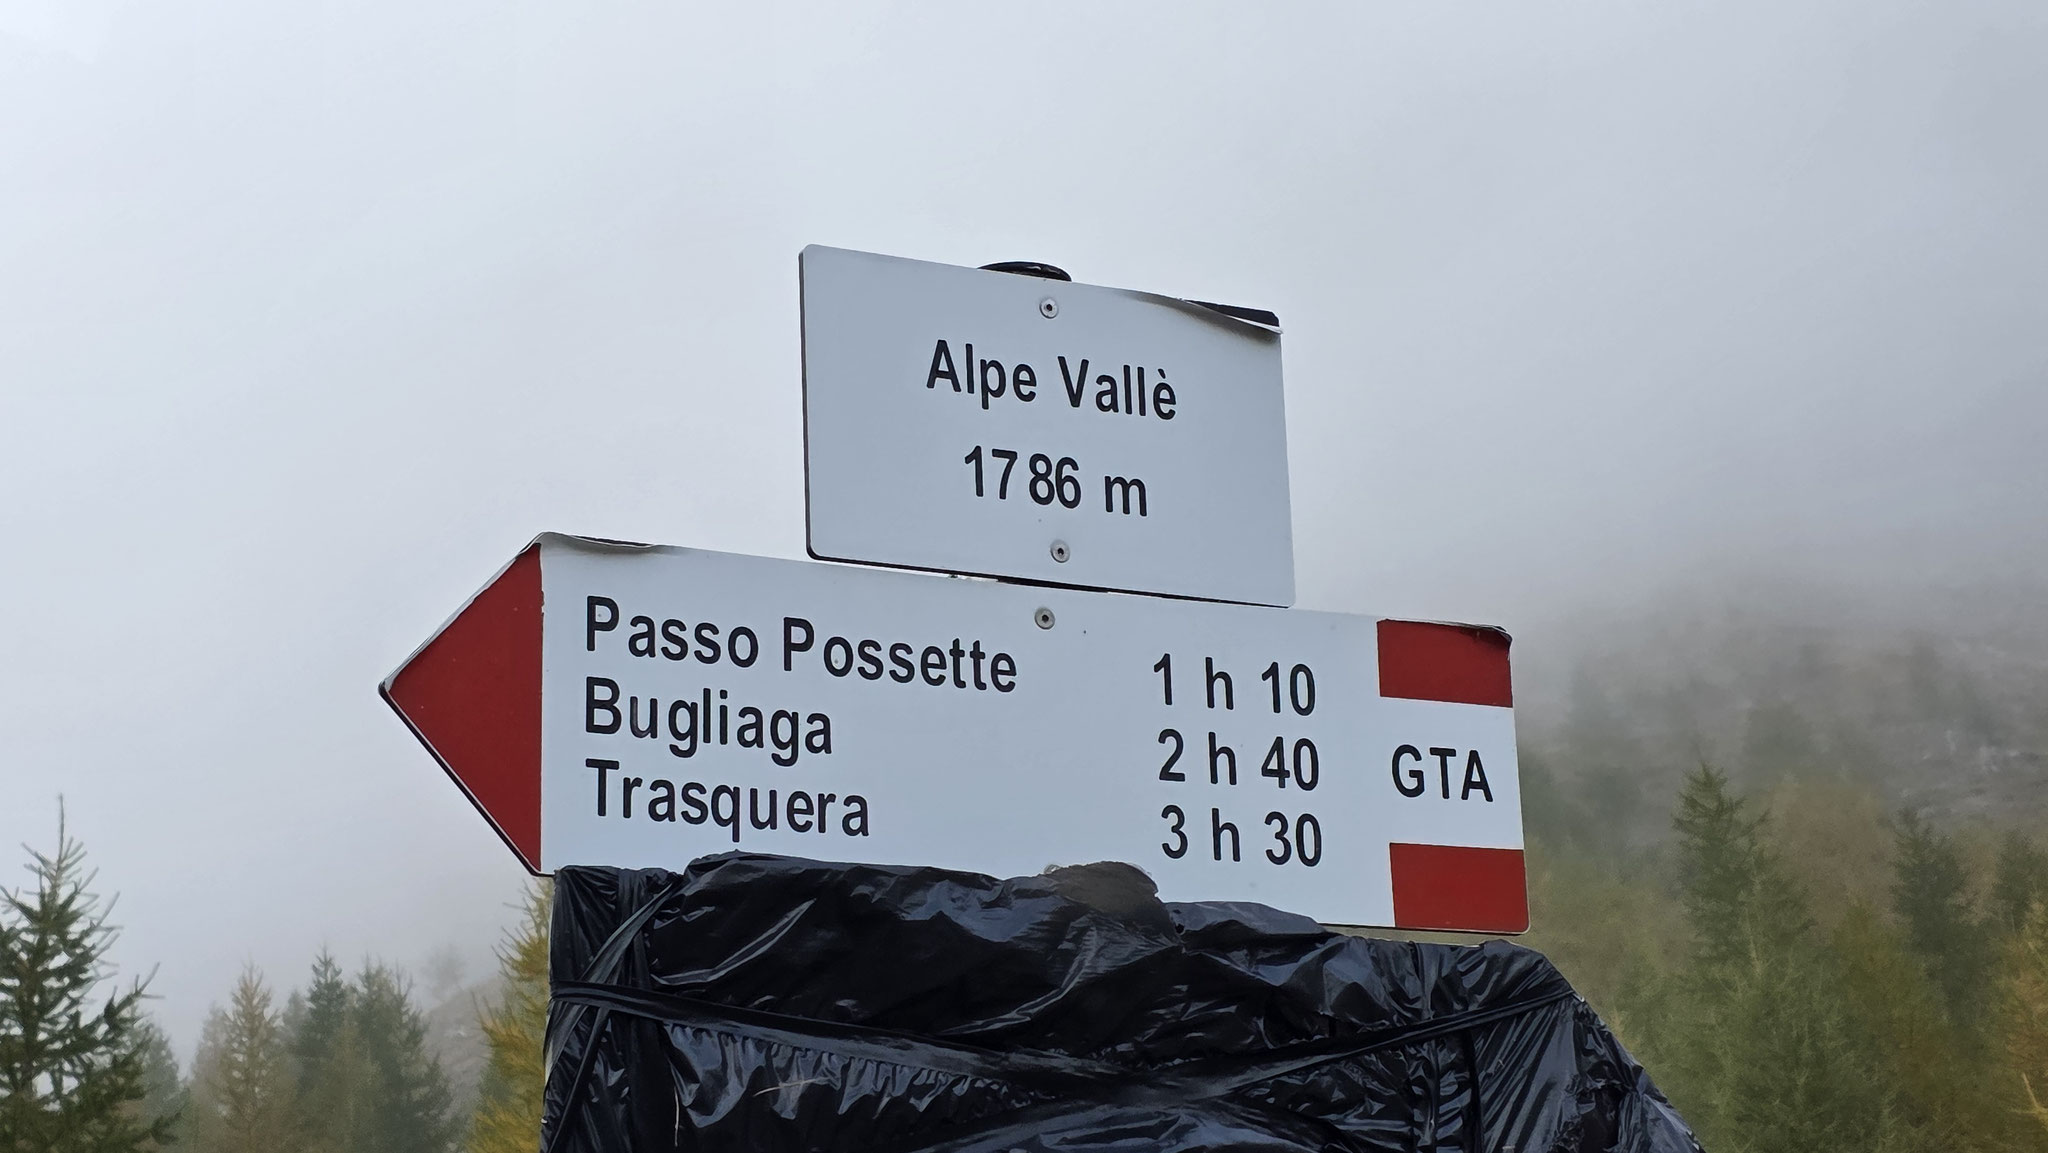 Alpe Vallè
1786 m
Passo Possette 1 h 10
Bugliaga 2 h 40
Trasquera 3 h 30
GTA